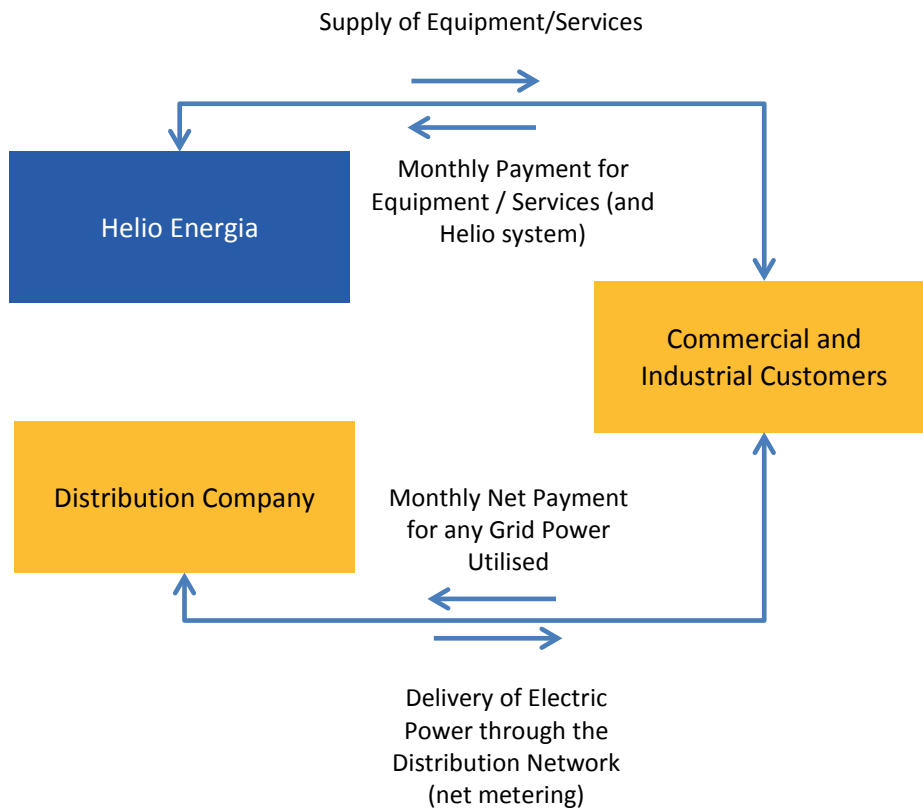 Supply of Equipment/Services
Monthly Payment for
Equipment / Services (and
Helio system)
Helio Energia
Commercial and
Industrial Customers
Distribution Company
Monthly Net Payment
for any Grid Power
Utilised
Delivery of Electric
Power through the
Distribution Network
(net metering)